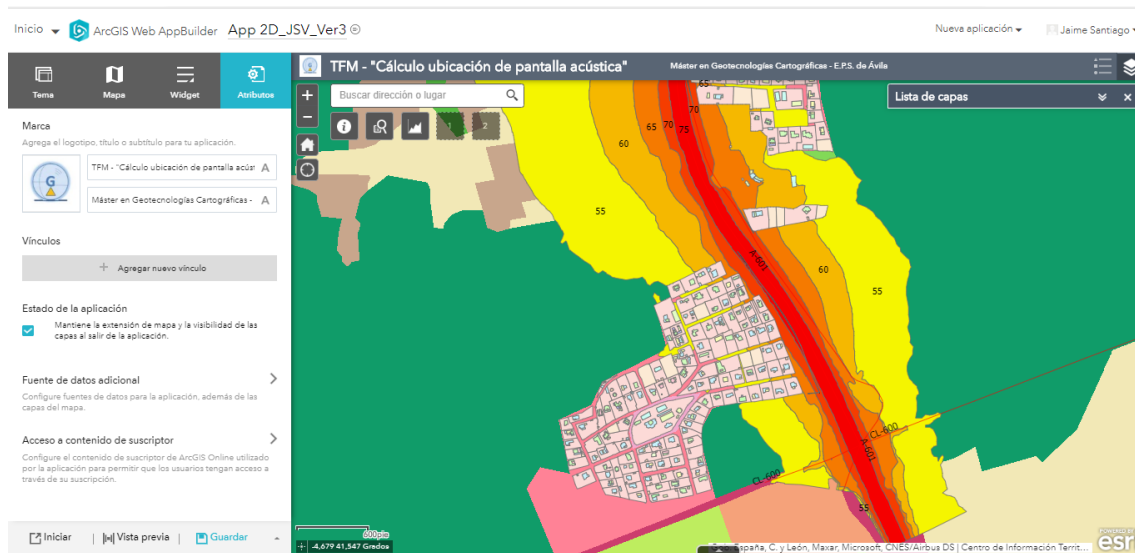 Inicio
ArcGIS Web AppBuilder
App 2D_JSV_Ver3
Nueva aplicación
Jaime Santiago
Tema
Mapa
Widget
Atributos
TFM - "Cálculo ubicación de pantalla acústica"
Máster en Geotecnologías Cartográficas - E.P.S. de Ávila
Buscar dirección o lugar
Lista de capas
1
2
Marca
Agrega el logotipo, título o subtítulo para tu aplicación.
G
TFM - "Cálculo ubicación de pantalla acús
A
Máster en Geotecnologías Cartográficas -
A
Vínculos
+ Agregar nuevo vínculo
Estado de la aplicación
Mantiene la extensión de mapa y la visibilidad de las
capas al salir de la aplicación.
Fuente de datos adicional
Configure fuentes de datos para la aplicación, además de las
capas del mapa.
Acceso a contenido de suscriptor
Configure el contenido de suscriptor de ArcGIS Online utilizado
por la aplicación para permitir que los usuarios tengan acceso a
través de su suscripción.
Iniciar
Vista previa
Guardar
65
70
60
65
70
75
55
A-601
60
55
CL-600
A-601
CL-600
55
600pie
-4,679 41,547 Grados
España, C. y León, Maxar, Microsoft, CNES/Airbus DS | Centro de Información Territ...
POWERED BY
esri